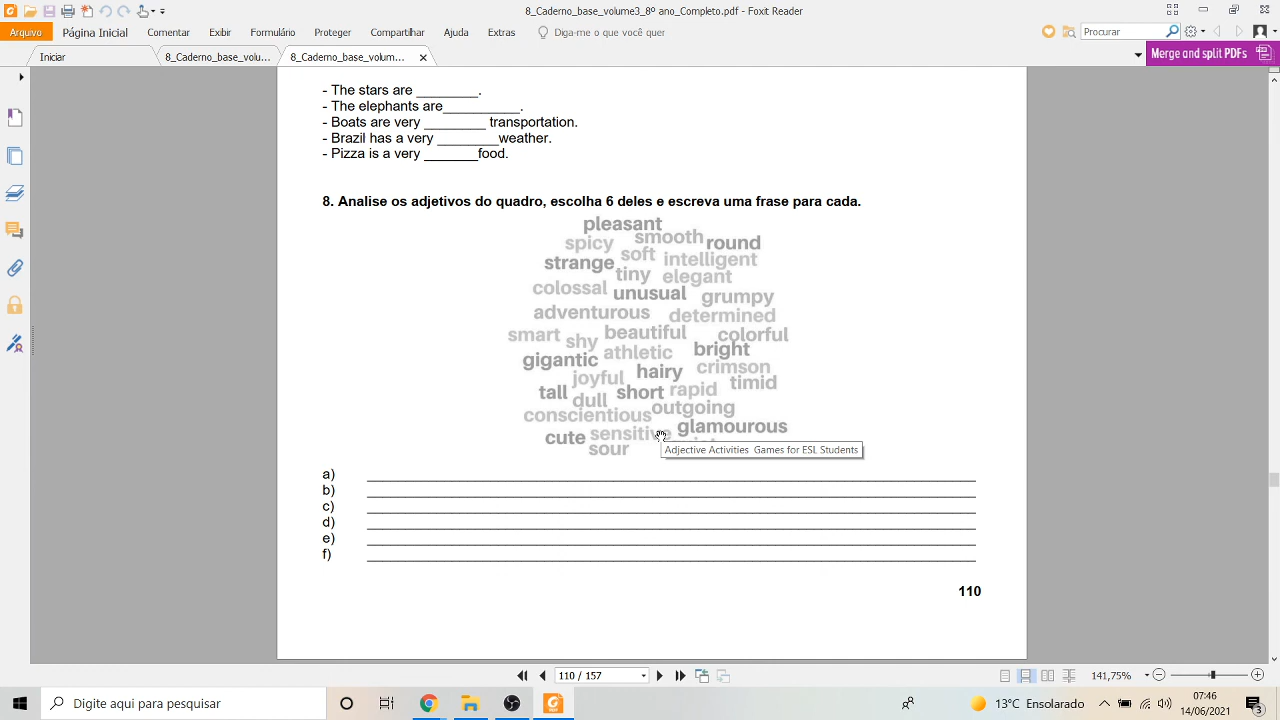 8_Caderno_base_volume3_8º ano_Completo.pdf - Foxit Reader
Arquivo Página Inicial Comentar Exibir Formulário Proteger Compartilhar Ajuda Extras Diga-me o que você quer Procurar
Iniciar 8_Caderno_base_volu... 8_Caderno_base_volum... Merge and split PDFs
- The stars are ________.
- The elephants are__________.
- Boats are very ________ transportation.
- Brazil has a very ________weather.
- Pizza is a very _______food.
8. Analise os adjetivos do quadro, escolha 6 deles e escreva uma frase para cada.
pleasant
spicy smooth round
strange soft intelligent
tiny elegant
colossal unusual grumpy
adventurous determined
smart shy beautiful colorful
gigantic athletic bright
joyful hairy crimson
tall dull short rapid timid
conscientious outgoing
cute sensitive glamourous
sour
Adjective Activities Games for ESL Students
a)
b)
c)
d)
e)
f)
110
110 / 157 141,75%
Digite aqui para pesquisar 13°C Ensolarado 07:46
14/06/2021 3